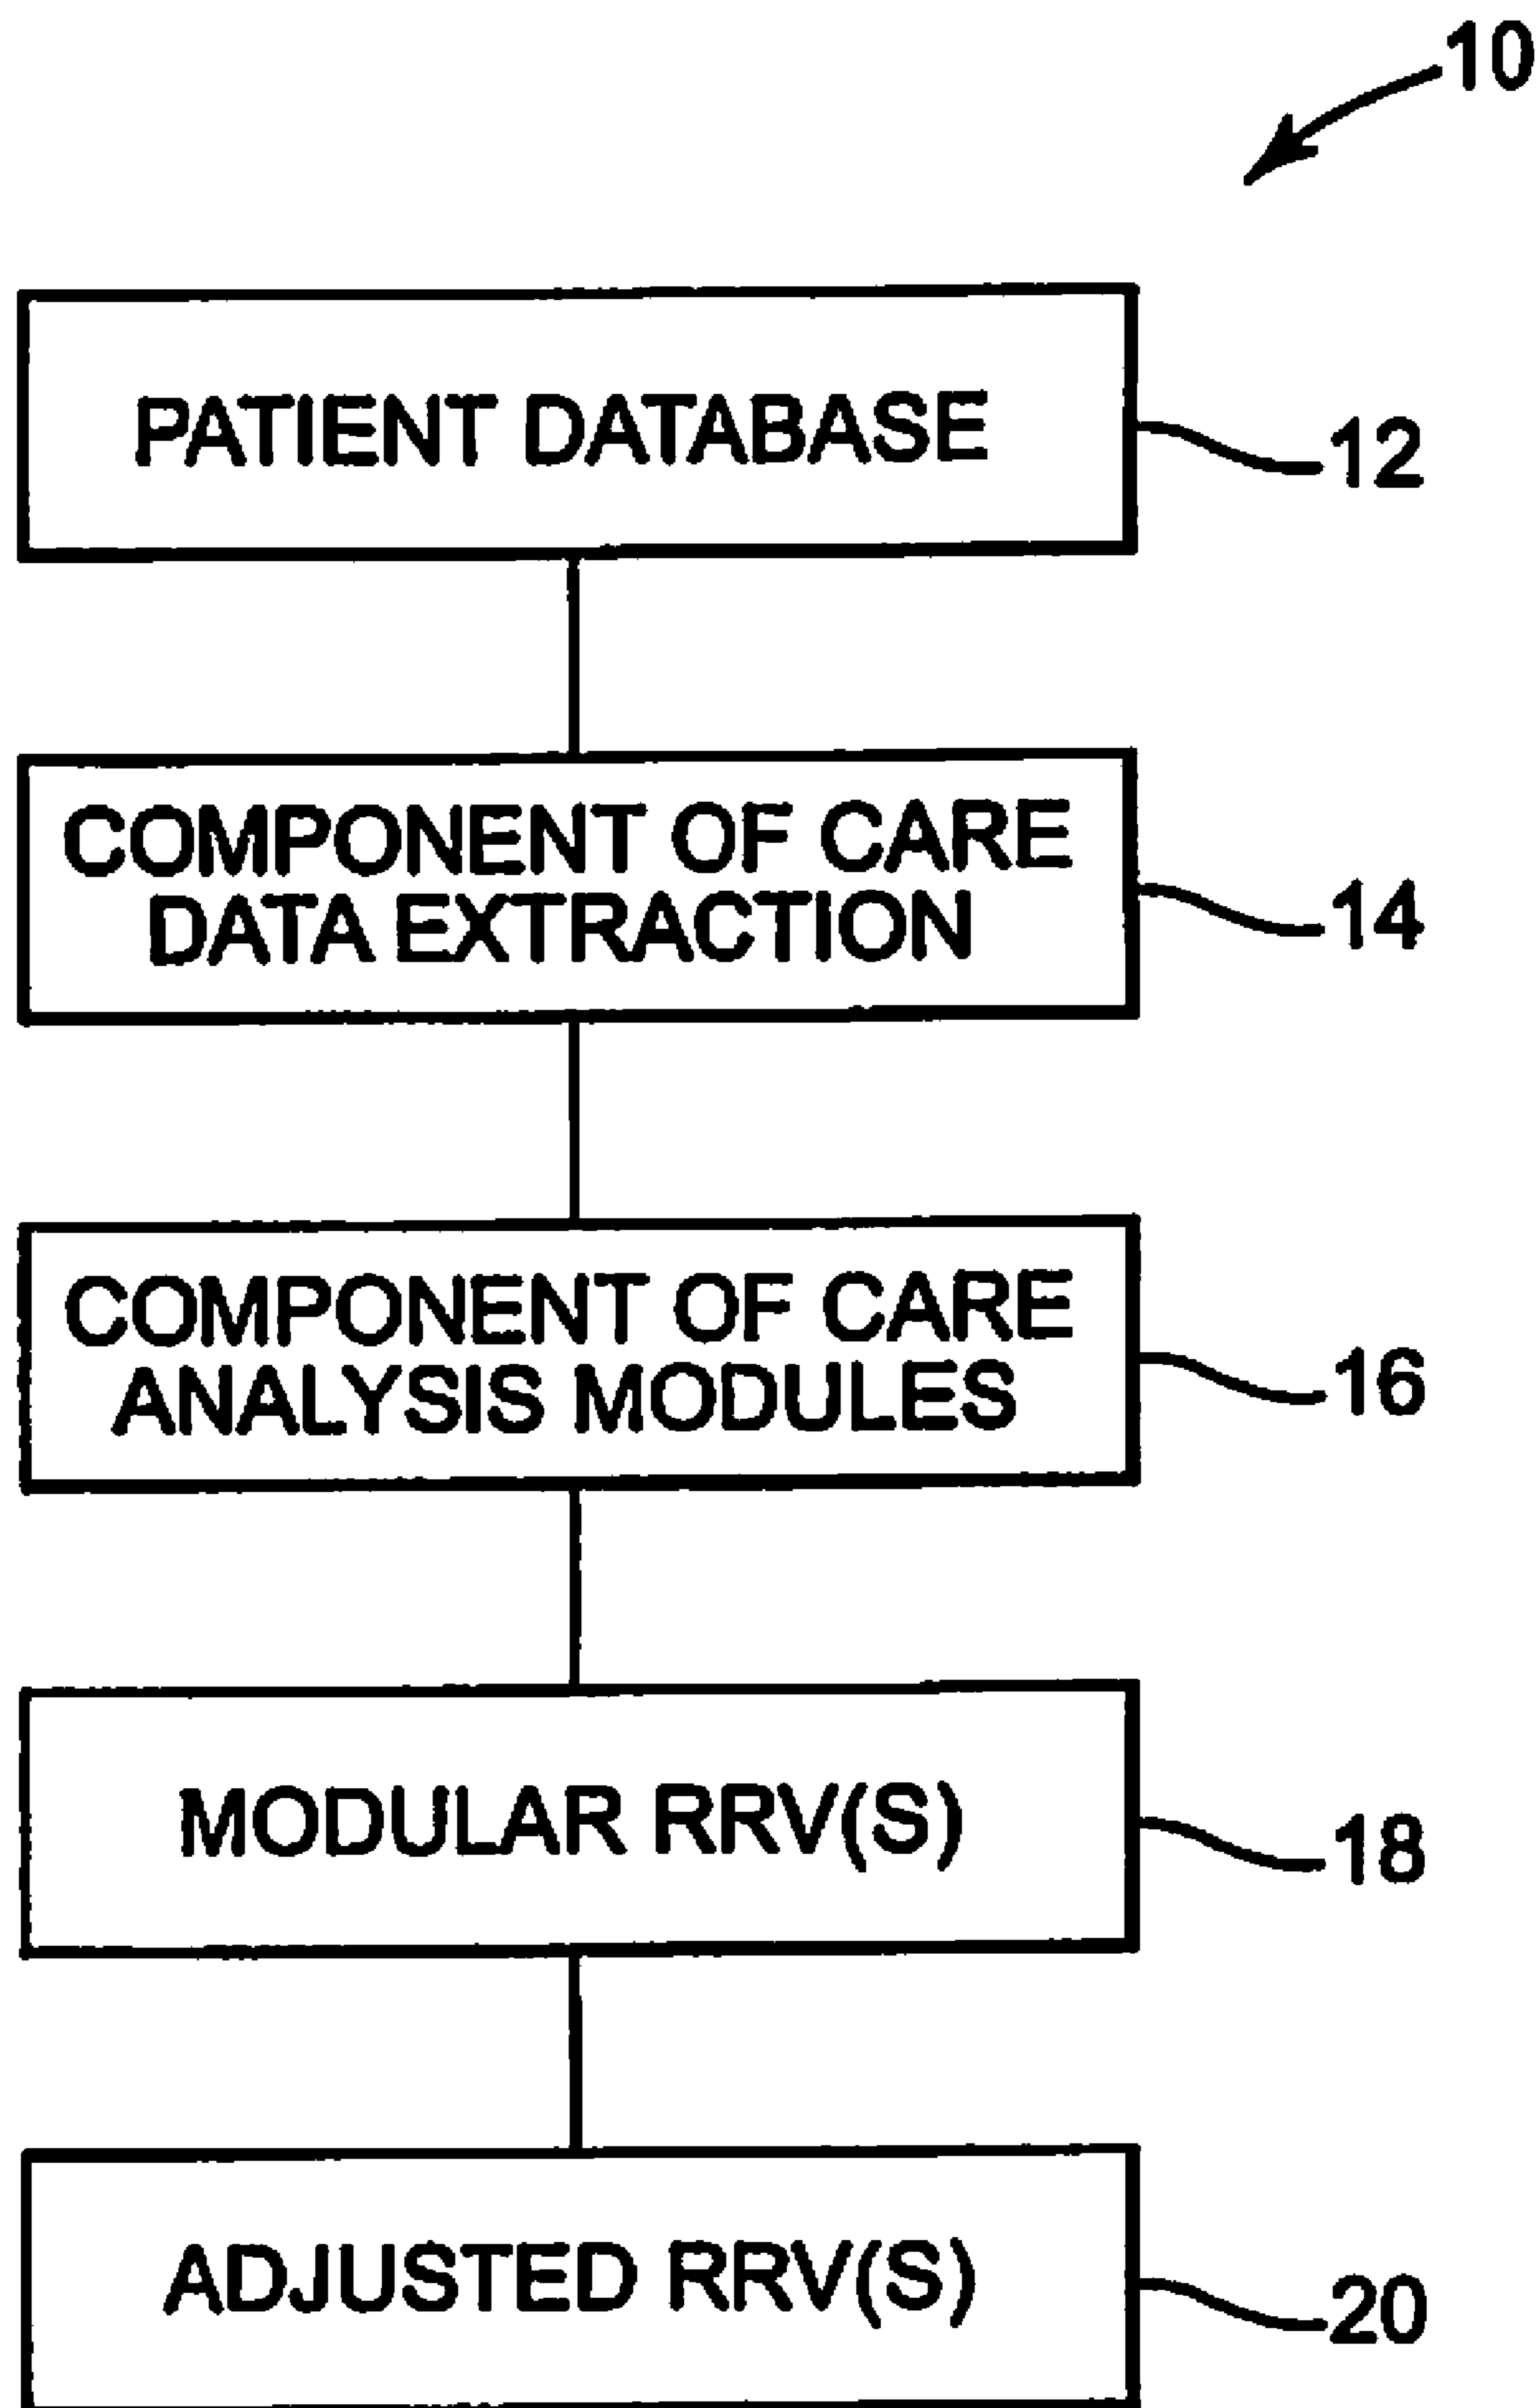 10
PATIENT DATABASE
12
COMPONENT OF CARE
DATA EXTRACTION
14
COMPONENT OF CARE
ANALYSIS MODULES
16
MODULAR RRV(S)
18
ADJUSTED RRV(S)
20